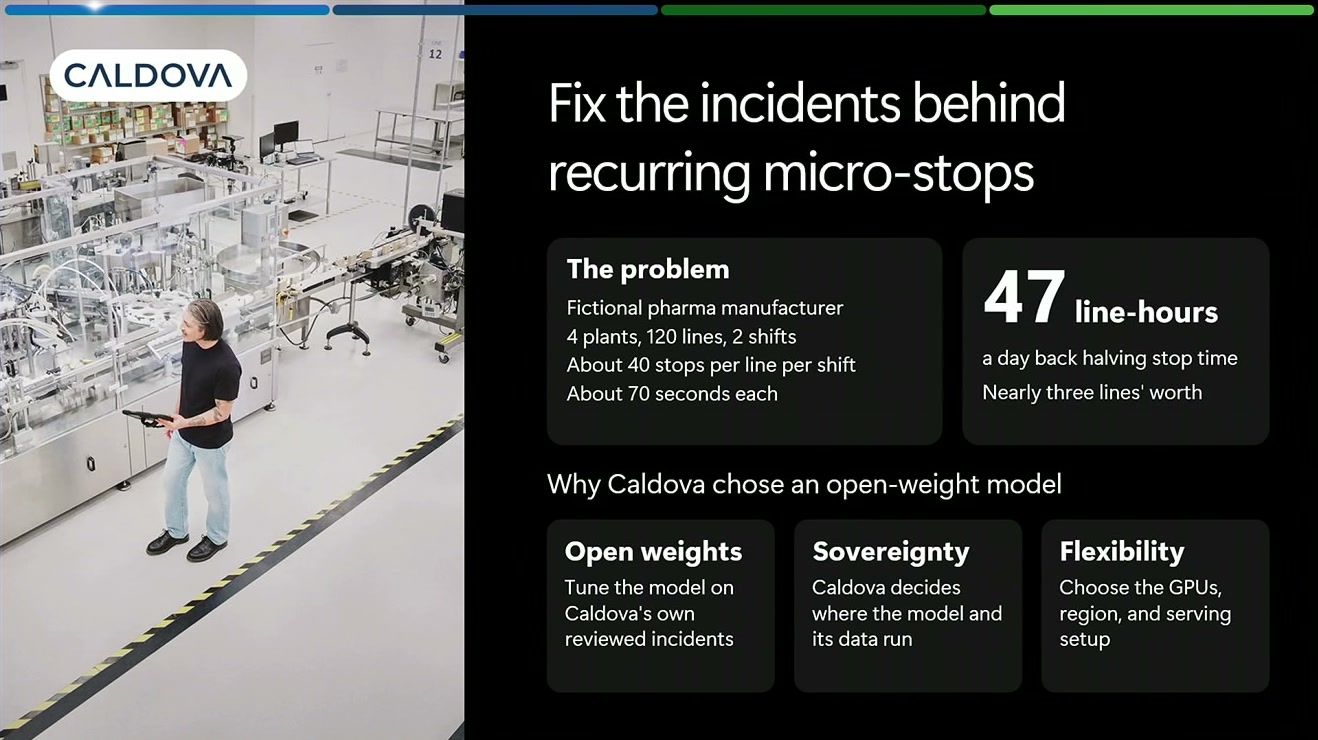 CALDOVA
12
Fix the incidents behind
recurring micro-stops
The problem
Fictional pharma manufacturer
4 plants, 120 lines, 2 shifts
About 40 stops per line per shift
About 70 seconds each
47 line-hours
a day back halving stop time
Nearly three lines' worth
Why Caldova chose an open-weight model
Open weights
Tune the model on
Caldova's own
reviewed incidents
Sovereignty
Caldova decides
where the model and
its data run
Flexibility
Choose the GPUs,
region, and serving
setup